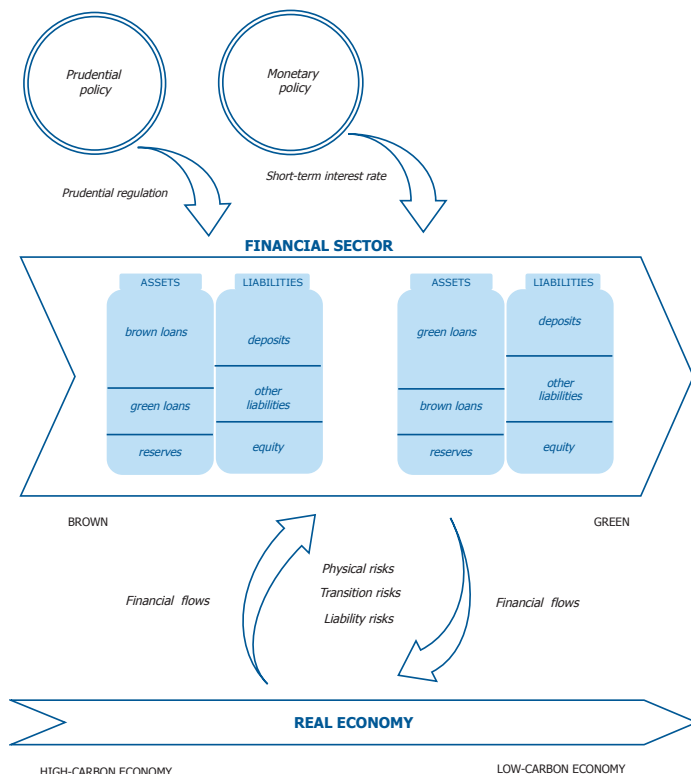 Prudential
policy
Monetary
policy
Prudential regulation
Short-term interest rate
FINANCIAL SECTOR
ASSETS
LIABILITIES
brown loans
deposits
green loans
other
liabilities
reserves
equity
ASSETS
LIABILITIES
green loans
deposits
brown loans
other
liabilities
reserves
equity
BROWN
GREEN
Financial flows
Physical risks
Transition risks
Liability risks
Financial flows
REAL ECONOMY
HIGH-CARBON ECONOMY
LOW-CARBON ECONOMY